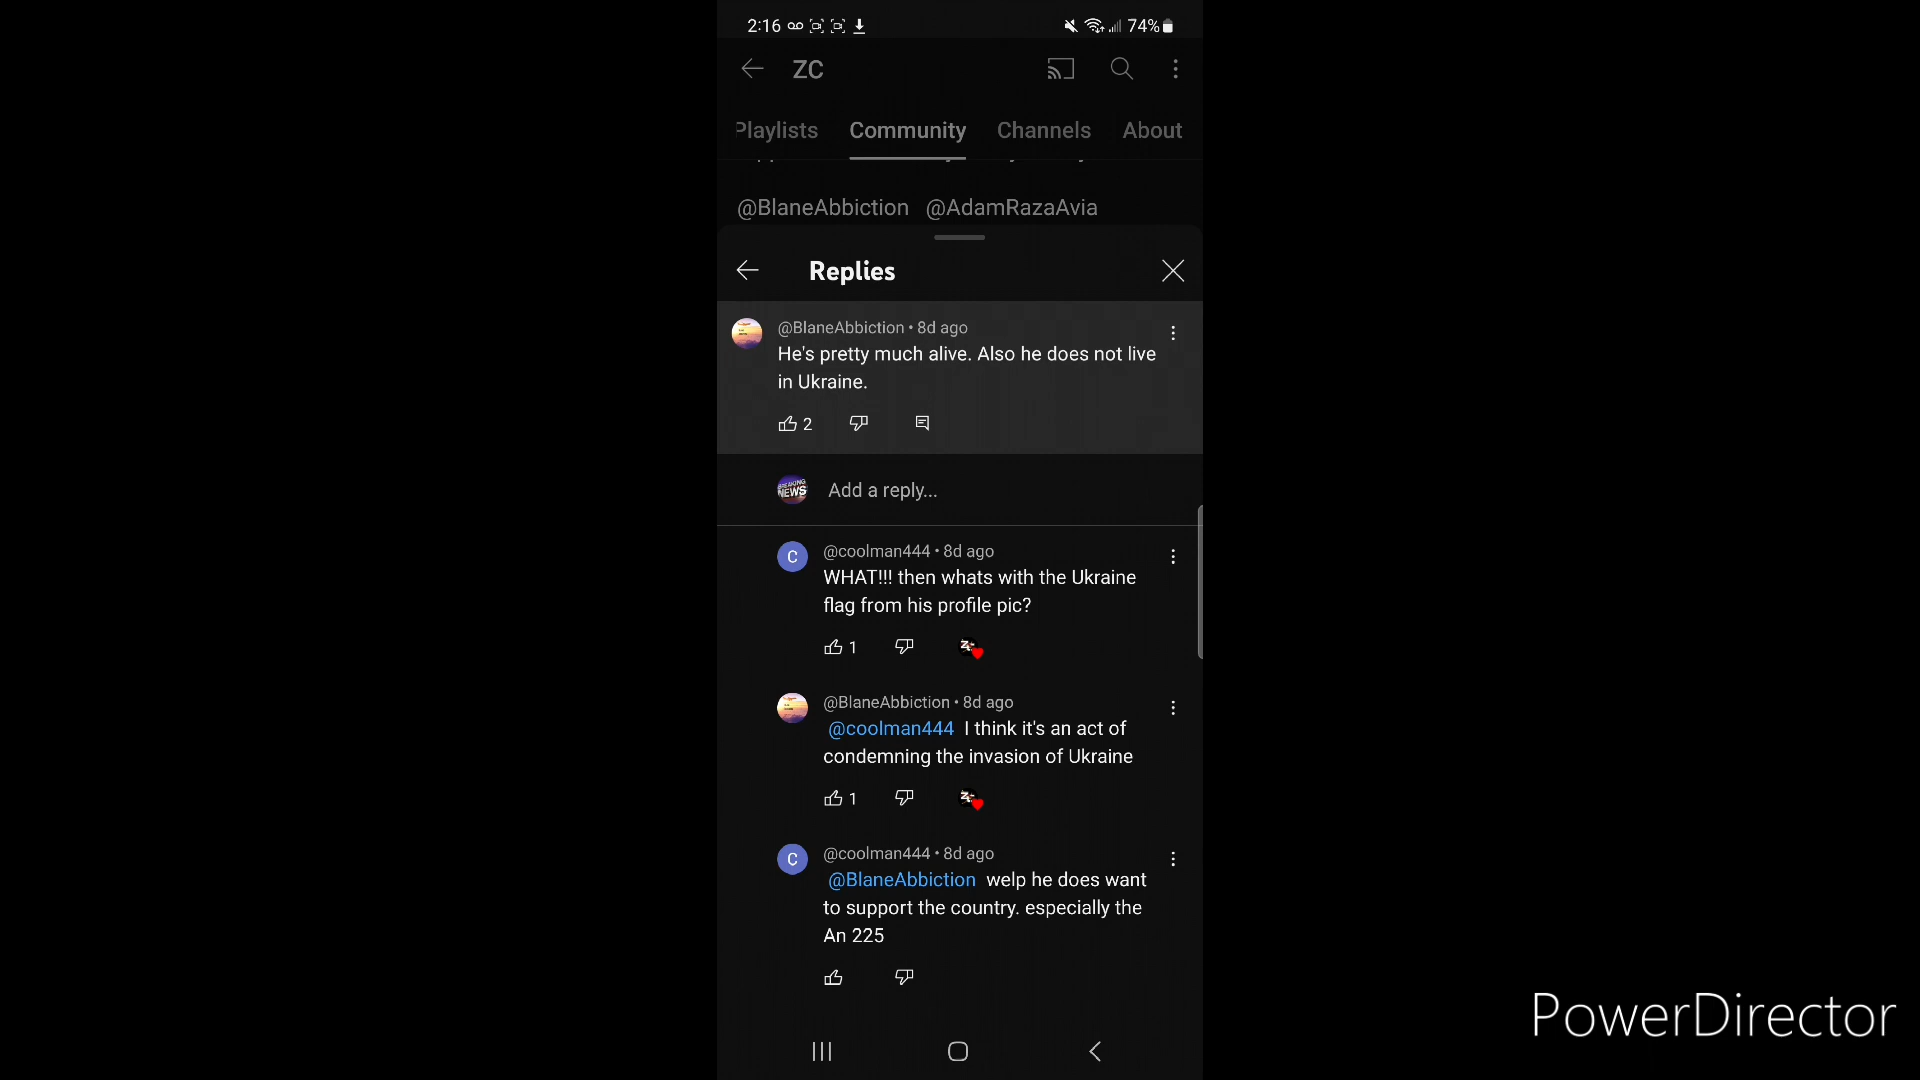 2:16
74%
ZC
Playlists Community Channels About
@BlaneAbbiction @AdamRazaAvia
Replies
@BlaneAbbiction • 8d ago
He's pretty much alive. Also he does not live
in Ukraine.
2
BREAKING
NEWS
Add a reply...
C
@coolman444 • 8d ago
WHAT!!! then whats with the Ukraine
flag from his profile pic?
1
@BlaneAbbiction • 8d ago
@coolman444 I think it's an act of
condemning the invasion of Ukraine
1
C
@coolman444 • 8d ago
@BlaneAbbiction welp he does want
to support the country. especially the
An 225
PowerDirector